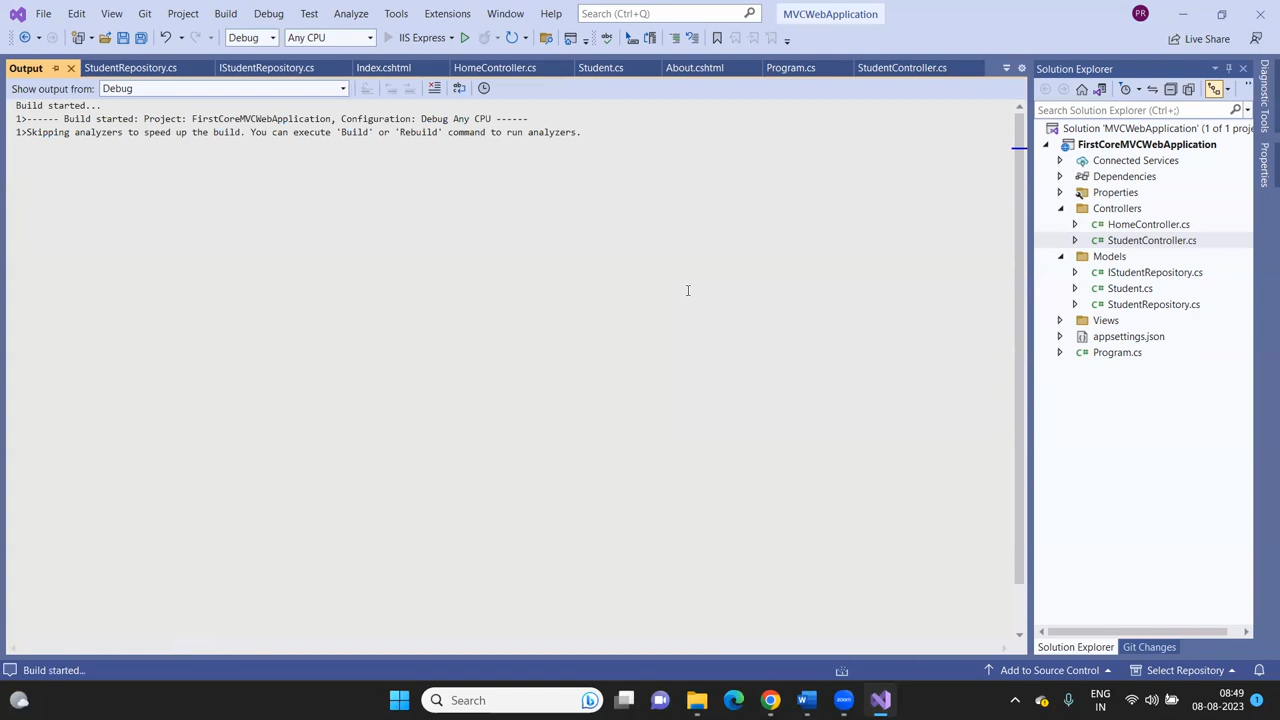 File Edit View Git Project Build Debug Test Analyze Tools Extensions Window Help Search (Ctrl+Q) MVCWebApplication PR
Debug Any CPU IIS Express Live Share
Output StudentRepository.cs IStudentRepository.cs Index.cshtml HomeController.cs Student.cs About.cshtml Program.cs StudentController.cs
Show output from: Debug
Build started...
1>------ Build started: Project: FirstCoreMVCWebApplication, Configuration: Debug Any CPU ------
1>Skipping analyzers to speed up the build. You can execute 'Build' or 'Rebuild' command to run analyzers.
Solution Explorer
Search Solution Explorer (Ctrl+;)
Solution 'MVCWebApplication' (1 of 1 proje
FirstCoreMVCWebApplication
Connected Services
Dependencies
Properties
Controllers
C# HomeController.cs
C# StudentController.cs
Models
C# IStudentRepository.cs
C# Student.cs
C# StudentRepository.cs
Views
appsettings.json
C# Program.cs
Solution Explorer Git Changes
Diagnostic Tools
Properties
Build started... Add to Source Control Select Repository
Search ENG IN 08:49 08-08-2023